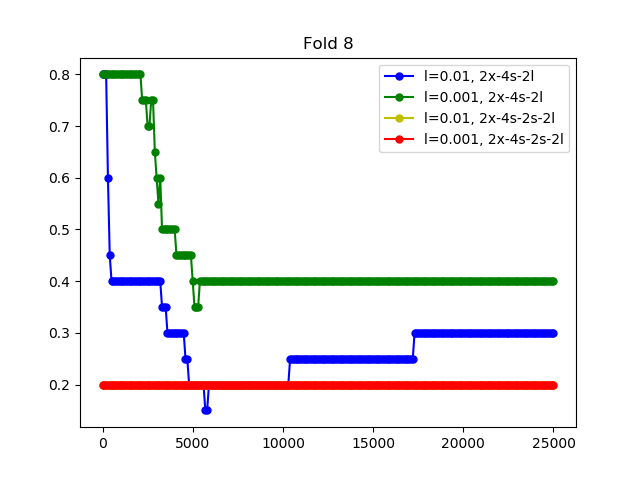 Fold 8
l=0.01, 2x-4s-2l
l=0.001, 2x-4s-2l
l=0.01, 2x-4s-2s-2l
l=0.001, 2x-4s-2s-2l
0.8
0.7
0.6
0.5
0.4
0.3
0.2
0 5000 10000 15000 20000 25000